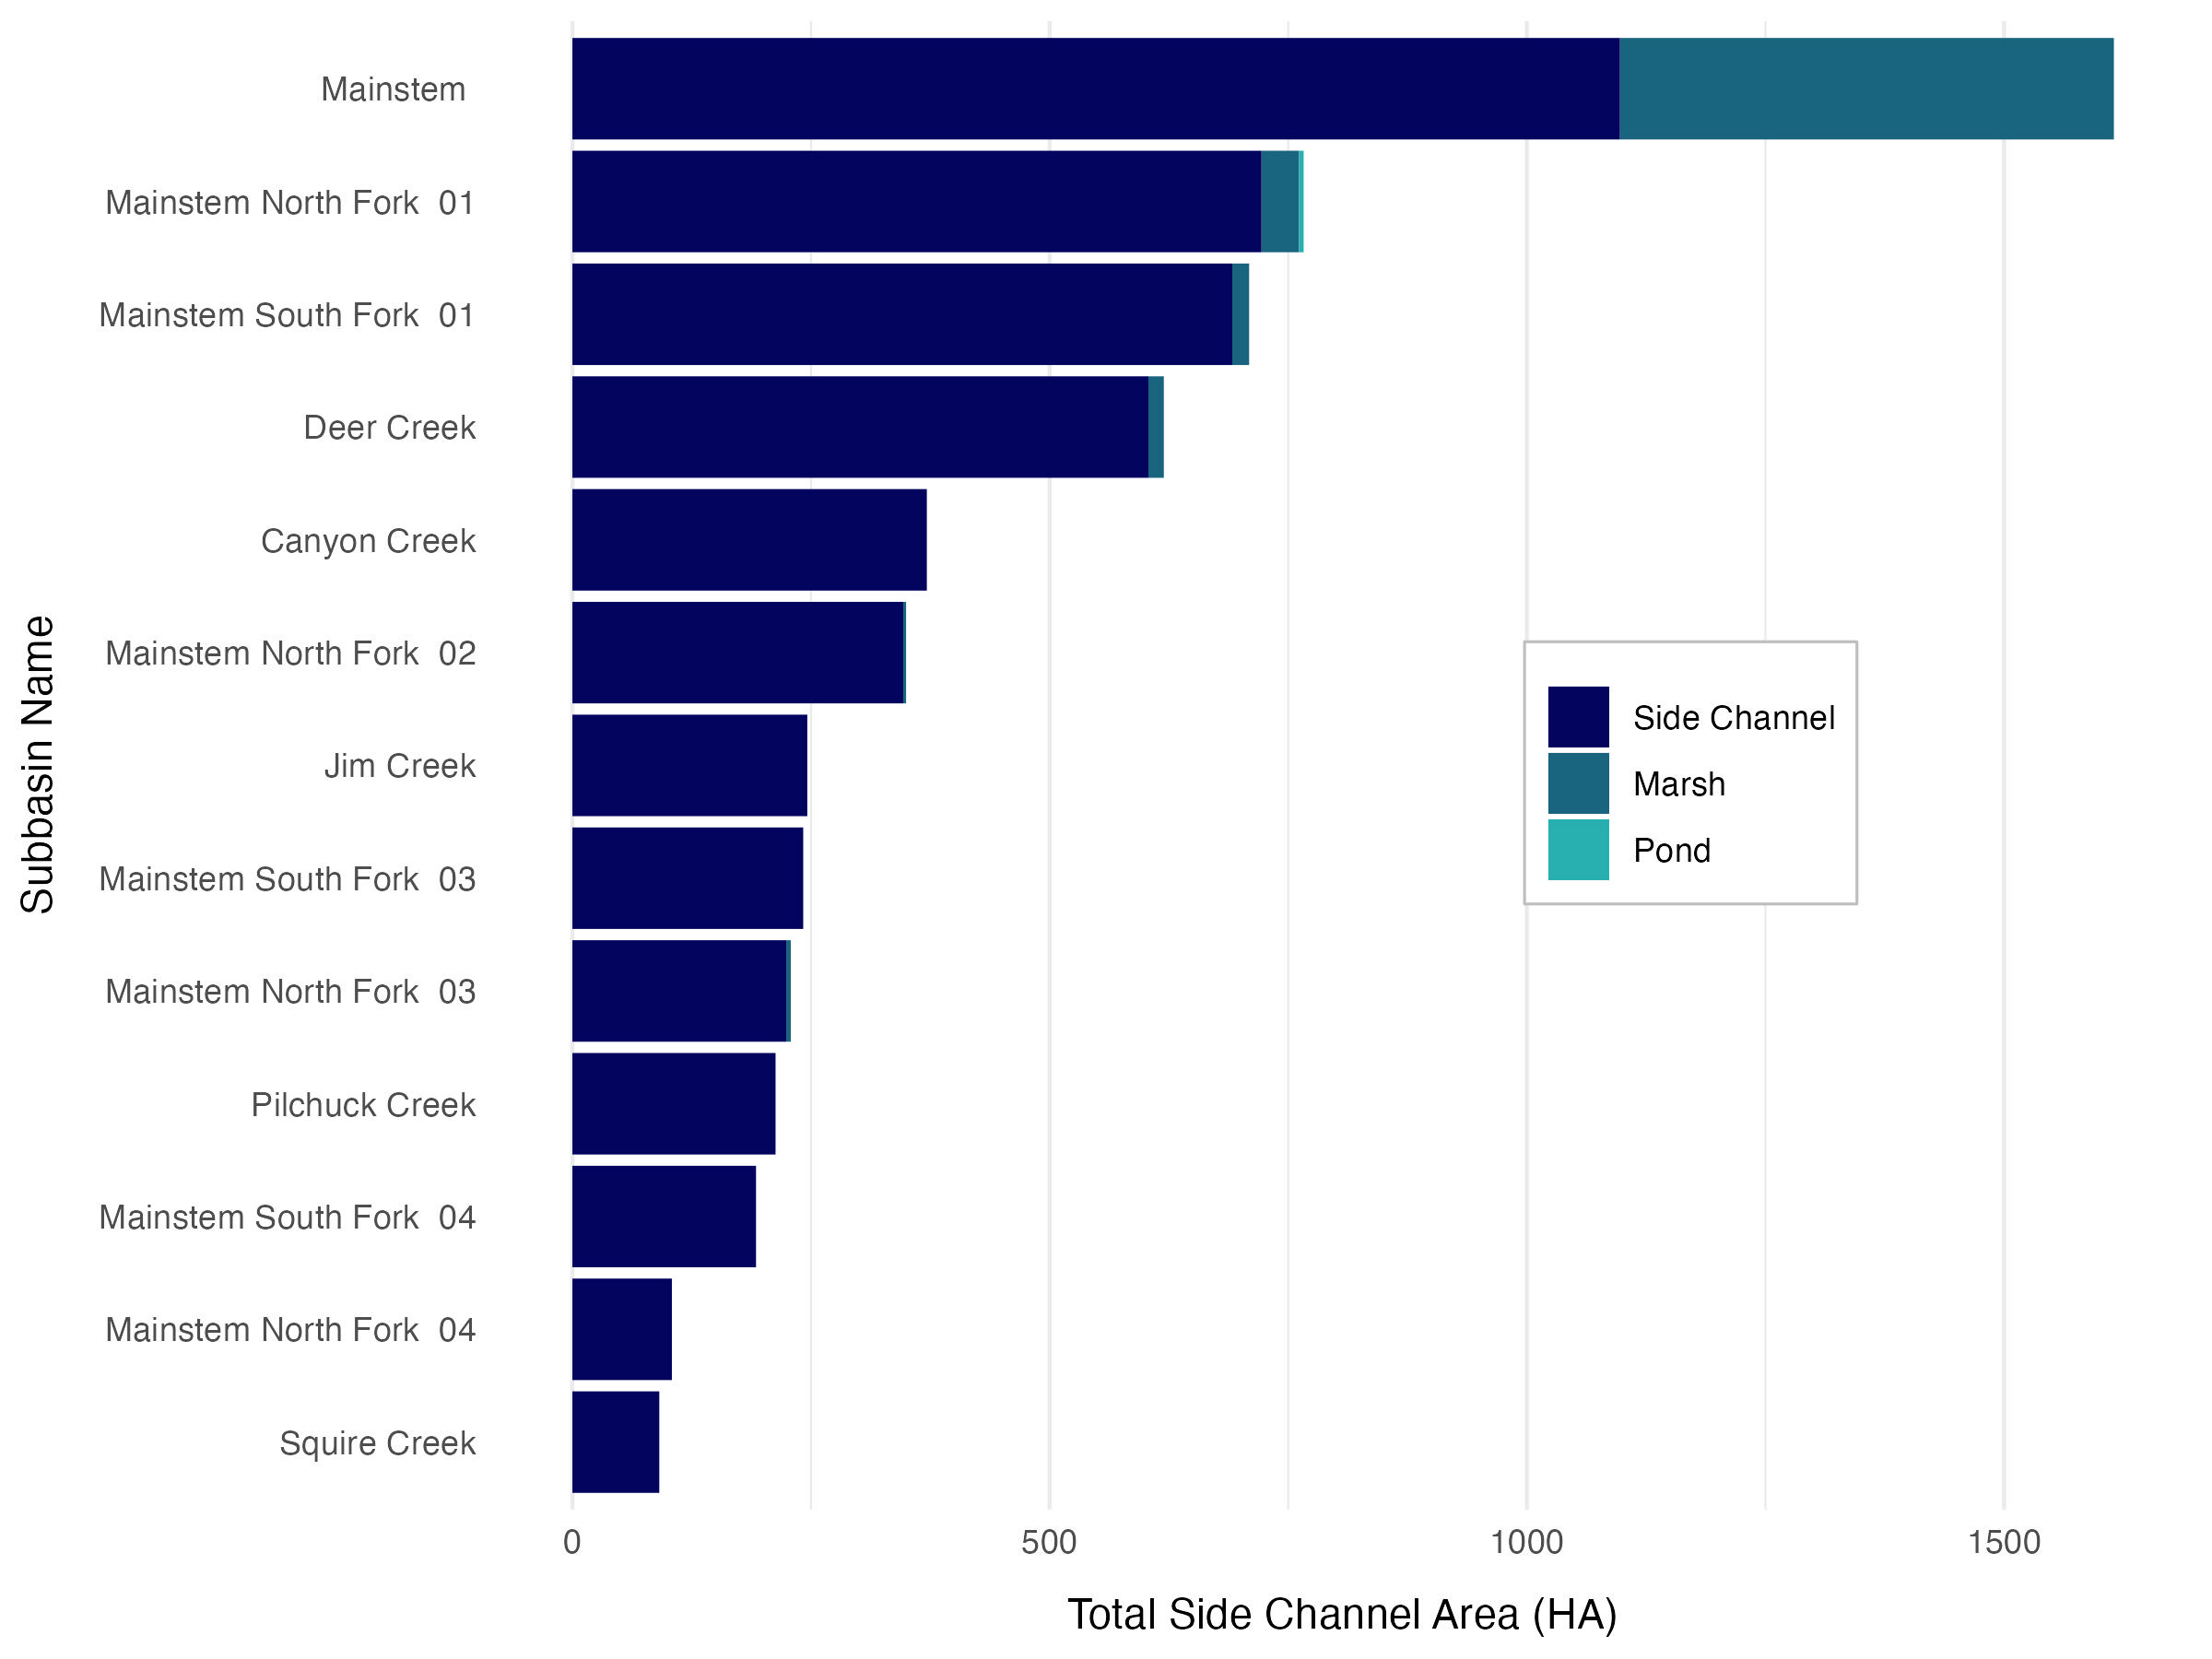 Subbasin Name
Mainstem
Mainstem North Fork  01
Mainstem South Fork  01
Deer Creek
Canyon Creek
Mainstem North Fork  02
Jim Creek
Mainstem South Fork  03
Mainstem North Fork  03
Pilchuck Creek
Mainstem South Fork  04
Mainstem North Fork  04
Squire Creek
Side Channel
Marsh
Pond
0 500 1000 1500
Total Side Channel Area (HA)